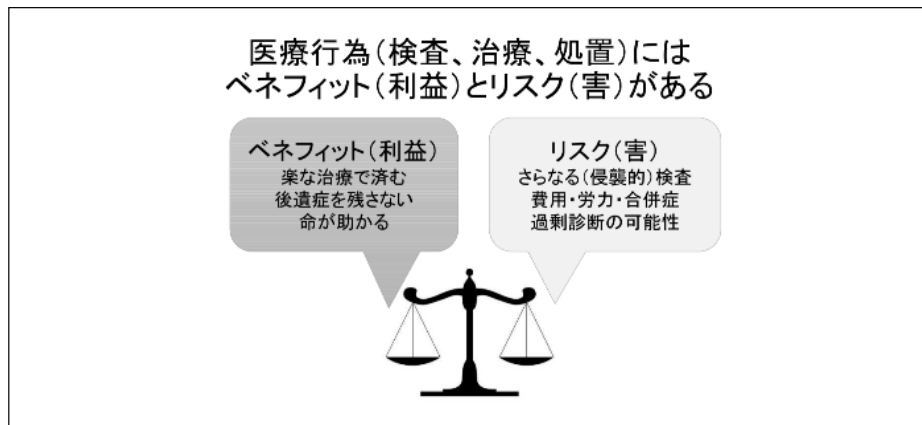 医療行為(検査、治療、処置)には
ベネフィット(利益)とリスク(害)がある
ベネフィット(利益)
楽な治療で済む
後遺症を残さない
命が助かる
リスク(害)
さらなる(侵襲的)検査
費用・労力・合併症
過剰診断の可能性